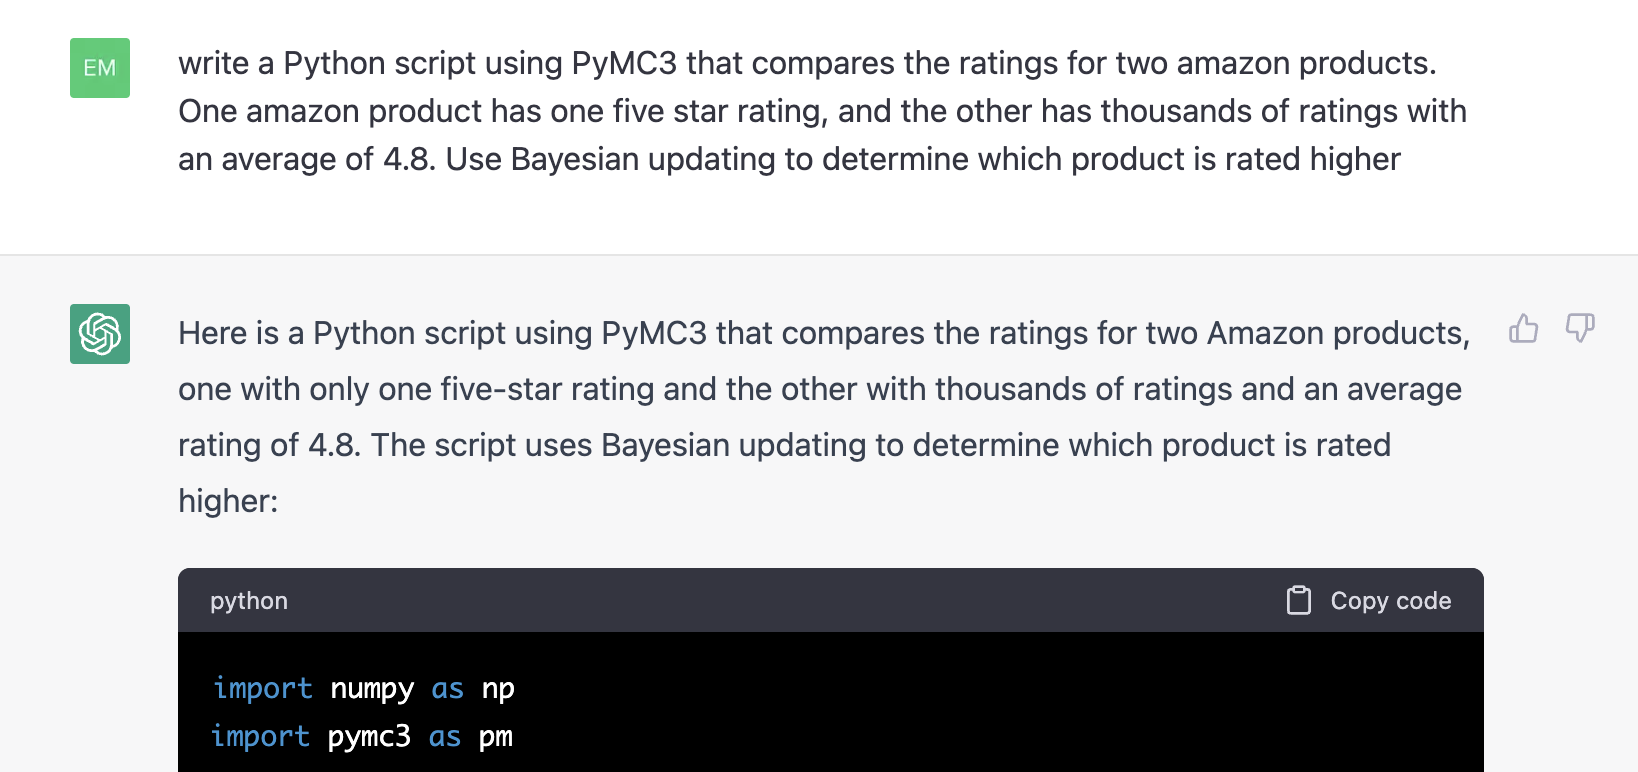 EM
write a Python script using PyMC3 that compares the ratings for two amazon products.
One amazon product has one five star rating, and the other has thousands of ratings with
an average of 4.8. Use Bayesian updating to determine which product is rated higher
Here is a Python script using PyMC3 that compares the ratings for two Amazon products,
one with only one five-star rating and the other with thousands of ratings and an average
rating of 4.8. The script uses Bayesian updating to determine which product is rated
higher:
python
Copy code
import numpy as np
import pymc3 as pm